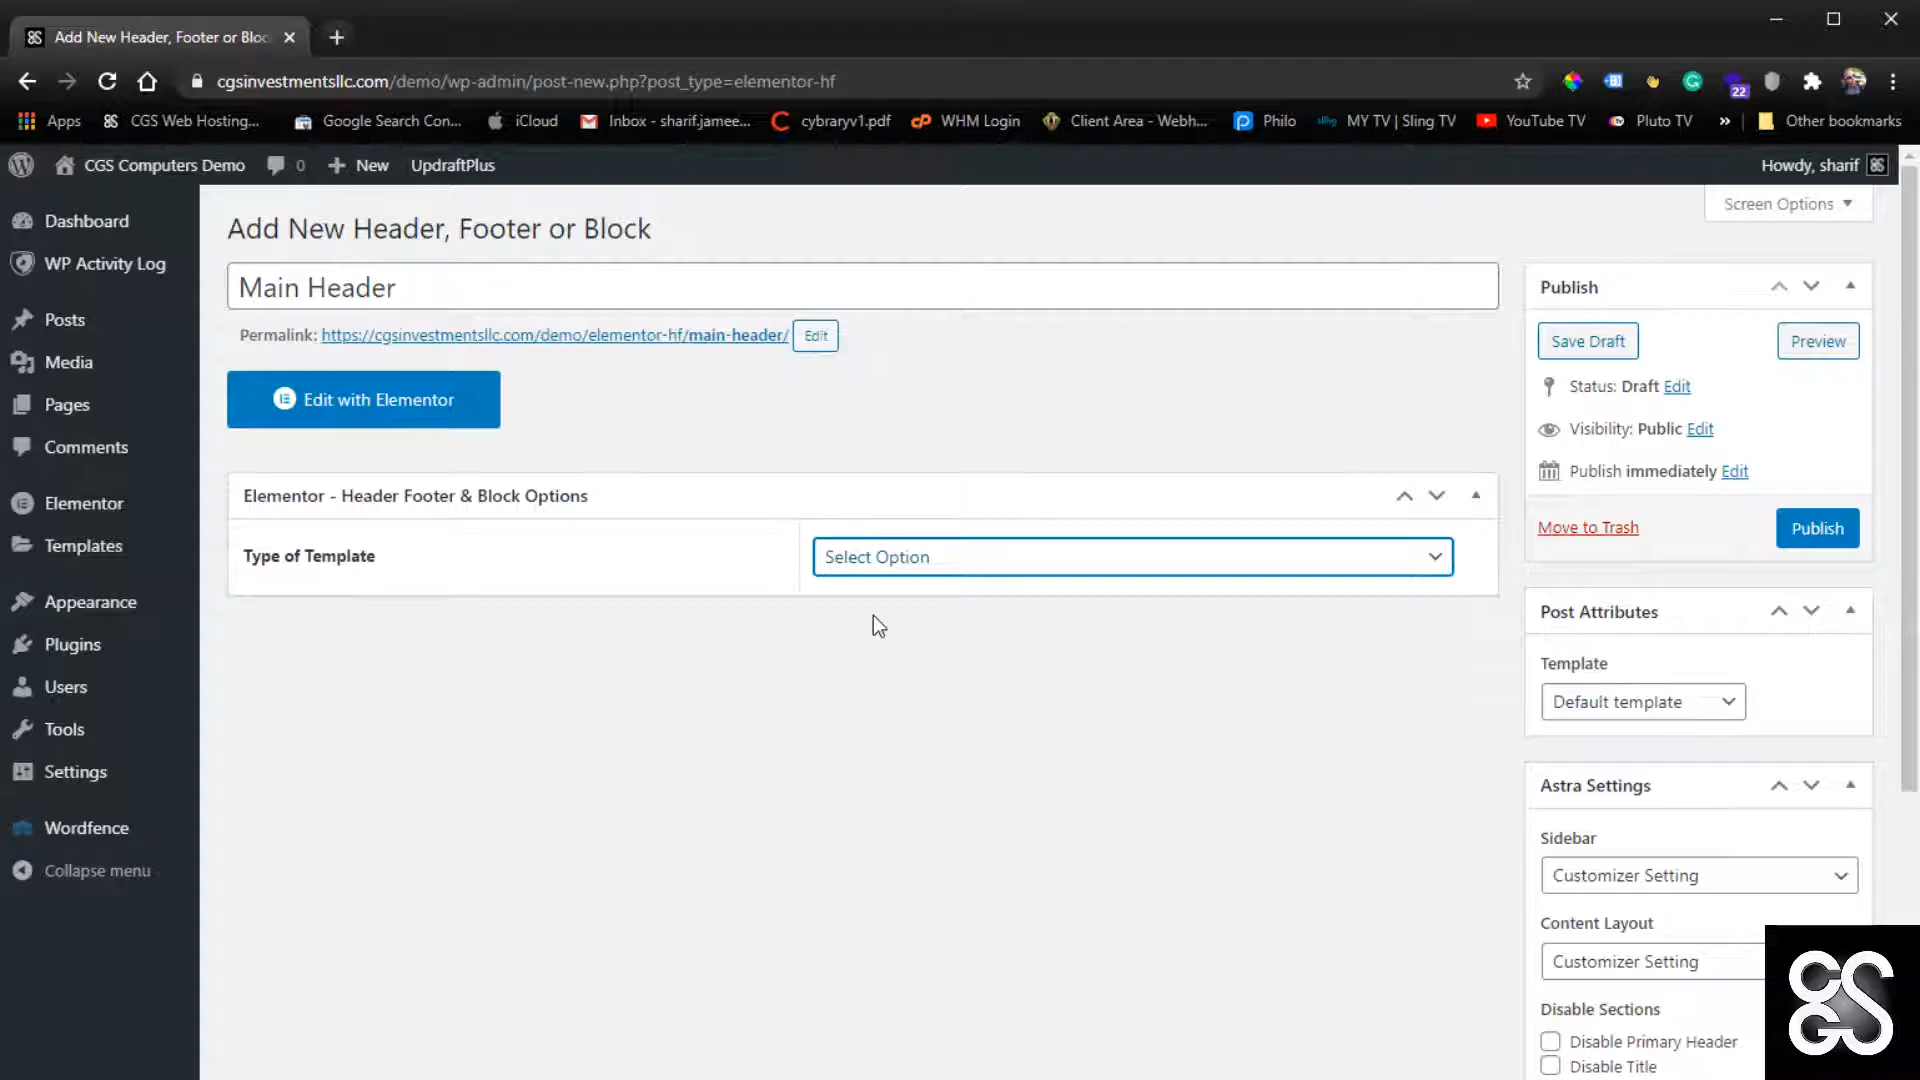 Add New Header, Footer or Bloc
cgsinvestmentsllc.com/demo/wp-admin/post-new.php?post_type=elementor-hf
22
Apps
CGS Web Hosting...
Google Search Con...
iCloud
Inbox - sharif.jamee...
cybraryv1.pdf
WHM Login
Client Area - Webh...
Philo
MY TV | Sling TV
YouTube TV
Pluto TV
»
Other bookmarks
CGS Computers Demo
0
New
UpdraftPlus
Howdy, sharif
Screen Options
Dashboard
WP Activity Log
Posts
Media
Pages
Comments
Elementor
Templates
Appearance
Plugins
Users
Tools
Settings
Wordfence
Collapse menu
Add New Header, Footer or Block
Main Header
Permalink: https://cgsinvestmentsllc.com/demo/elementor-hf/main-header/ Edit
Edit with Elementor
Elementor - Header Footer & Block Options
Type of Template
Select Option
Publish
Save Draft
Preview
Status: Draft Edit
Visibility: Public Edit
Publish immediately Edit
Move to Trash
Publish
Post Attributes
Template
Default template
Astra Settings
Sidebar
Customizer Setting
Content Layout
Customizer Setting
Disable Sections
Disable Primary Header
Disable Title